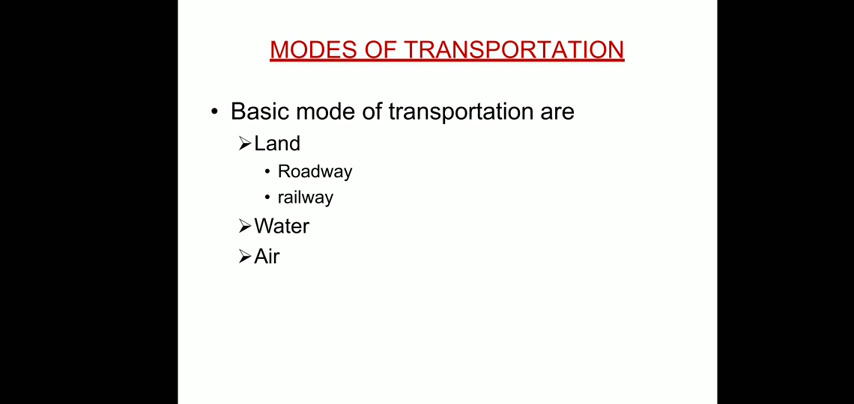 MODES OF TRANSPORTATION
• Basic mode of transportation are
➢Land
• Roadway
• railway
➢Water
➢Air